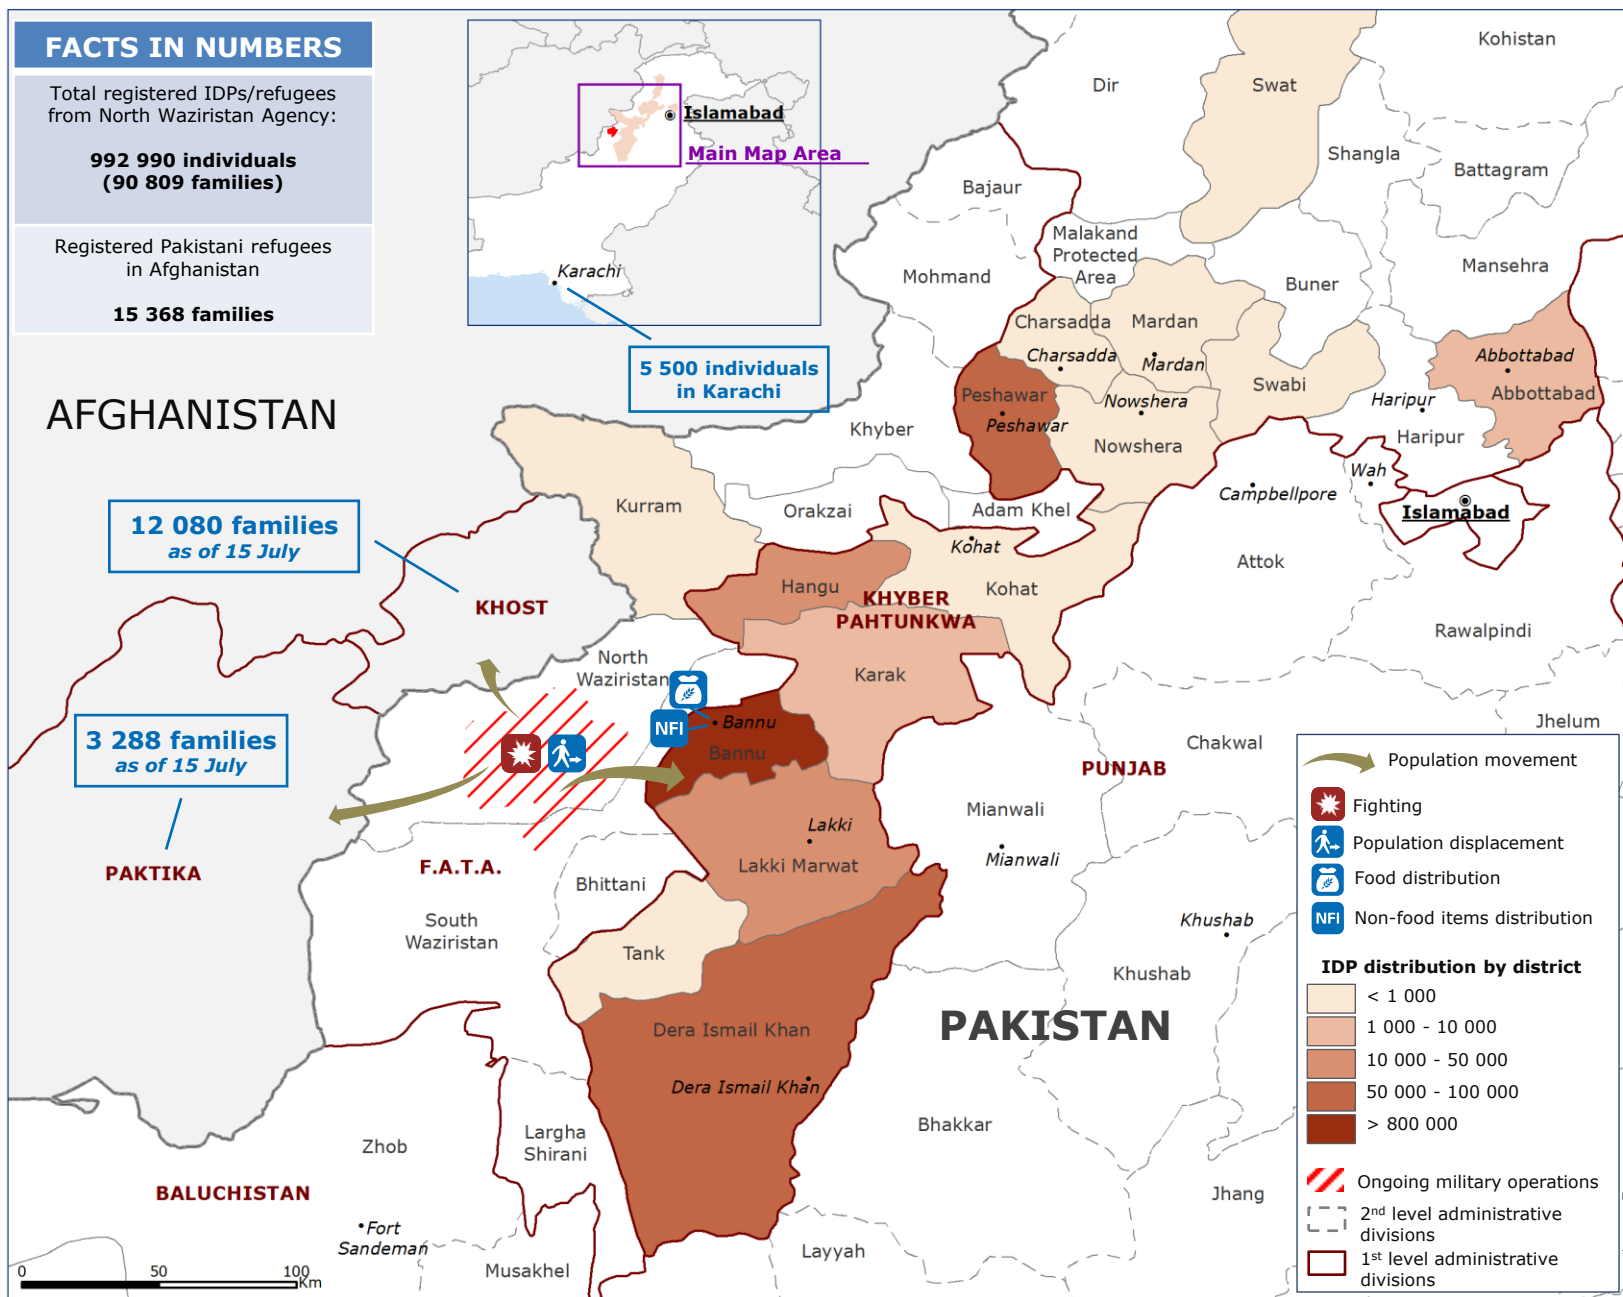 FACTS IN NUMBERS
Total registered IDPs/refugees
from North Waziristan Agency:
992 990 individuals
(90 809 families)
Registered Pakistani refugees
in Afghanistan
15 368 families
Islamabad
Main Map Area
Karachi
5 500 individuals
in Karachi
AFGHANISTAN
12 080 families
as of 15 July
KHOST
3 288 families
as of 15 July
PAKTIKA
Kohistan
Dir
Swat
Shangla
Battagram
Bajaur
Malakand
Protected
Area
Mohmand
Buner
Mansehra
Charsadda
Mardan
Charsadda
Mardan
Swabi
Abbottabad
Abbottabad
Peshawar
Peshawar
Nowshera
Nowshera
Haripur
Haripur
Khyber
Wah
Campbellpore
Islamabad
Kurram
Orakzai
Adam Khel
Kohat
Kohat
Attok
Hangu
KHYBER
PAHTUNKWA
Rawalpindi
North
Waziristan
Karak
NFI
Bannu
Bannu
Jhelum
Chakwal
PUNJAB
Mianwali
Mianwali
Lakki
Lakki Marwat
F.A.T.A.
Bhittani
South
Waziristan
Tank
Khushab
Khushab
Dera Ismail Khan
Dera Ismail Khan
PAKISTAN
Bhakkar
Largha
Shirani
Zhob
BALUCHISTAN
Fort
Sandeman
Musakhel
Layyah
Jhang
0 50 100
Km
Population movement
Fighting
Population displacement
Food distribution
NFI Non-food items distribution
IDP distribution by district
< 1 000
1 000 - 10 000
10 000 - 50 000
50 000 - 100 000
> 800 000
Ongoing military operations
2nd level administrative
divisions
1st level administrative
divisions